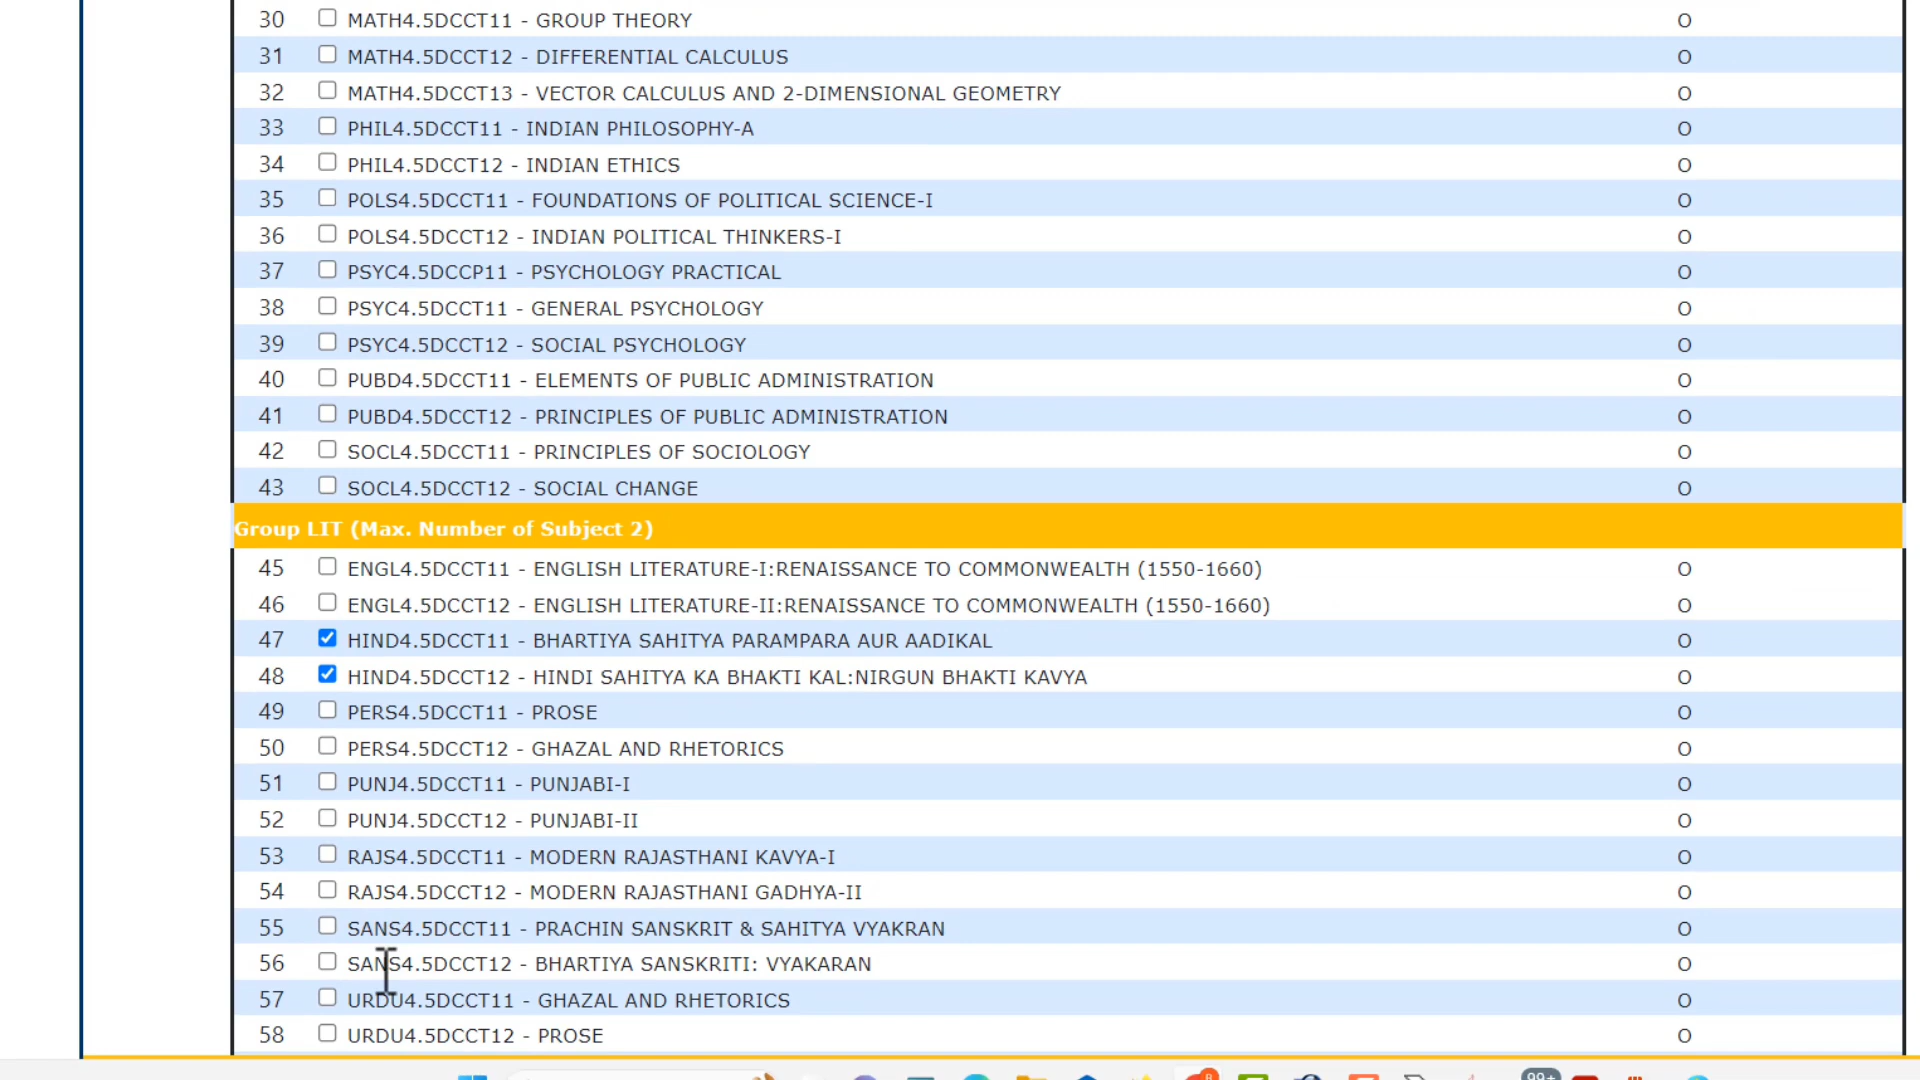 30 MATH4.5DCCT11 - GROUP THEORY O
31 MATH4.5DCCT12 - DIFFERENTIAL CALCULUS O
32 MATH4.5DCCT13 - VECTOR CALCULUS AND 2-DIMENSIONAL GEOMETRY O
33 PHIL4.5DCCT11 - INDIAN PHILOSOPHY-A O
34 PHIL4.5DCCT12 - INDIAN ETHICS O
35 POLS4.5DCCT11 - FOUNDATIONS OF POLITICAL SCIENCE-I O
36 POLS4.5DCCT12 - INDIAN POLITICAL THINKERS-I O
37 PSYC4.5DCCP11 - PSYCHOLOGY PRACTICAL O
38 PSYC4.5DCCT11 - GENERAL PSYCHOLOGY O
39 PSYC4.5DCCT12 - SOCIAL PSYCHOLOGY O
40 PUBD4.5DCCT11 - ELEMENTS OF PUBLIC ADMINISTRATION O
41 PUBD4.5DCCT12 - PRINCIPLES OF PUBLIC ADMINISTRATION O
42 SOCL4.5DCCT11 - PRINCIPLES OF SOCIOLOGY O
43 SOCL4.5DCCT12 - SOCIAL CHANGE O
Group LIT (Max. Number of Subject 2)
45 ENGL4.5DCCT11 - ENGLISH LITERATURE-I:RENAISSANCE TO COMMONWEALTH (1550-1660) O
46 ENGL4.5DCCT12 - ENGLISH LITERATURE-II:RENAISSANCE TO COMMONWEALTH (1550-1660) O
47 HIND4.5DCCT11 - BHARTIYA SAHITYA PARAMPARA AUR AADIKAL O
48 HIND4.5DCCT12 - HINDI SAHITYA KA BHAKTI KAL:NIRGUN BHAKTI KAVYA O
49 PERS4.5DCCT11 - PROSE O
50 PERS4.5DCCT12 - GHAZAL AND RHETORICS O
51 PUNJ4.5DCCT11 - PUNJABI-I O
52 PUNJ4.5DCCT12 - PUNJABI-II O
53 RAJS4.5DCCT11 - MODERN RAJASTHANI KAVYA-I O
54 RAJS4.5DCCT12 - MODERN RAJASTHANI GADHYA-II O
55 SANS4.5DCCT11 - PRACHIN SANSKRIT & SAHITYA VYAKRAN O
56 SANS4.5DCCT12 - BHARTIYA SANSKRITI: VYAKARAN O
57 URDU4.5DCCT11 - GHAZAL AND RHETORICS O
58 URDU4.5DCCT12 - PROSE O
99+